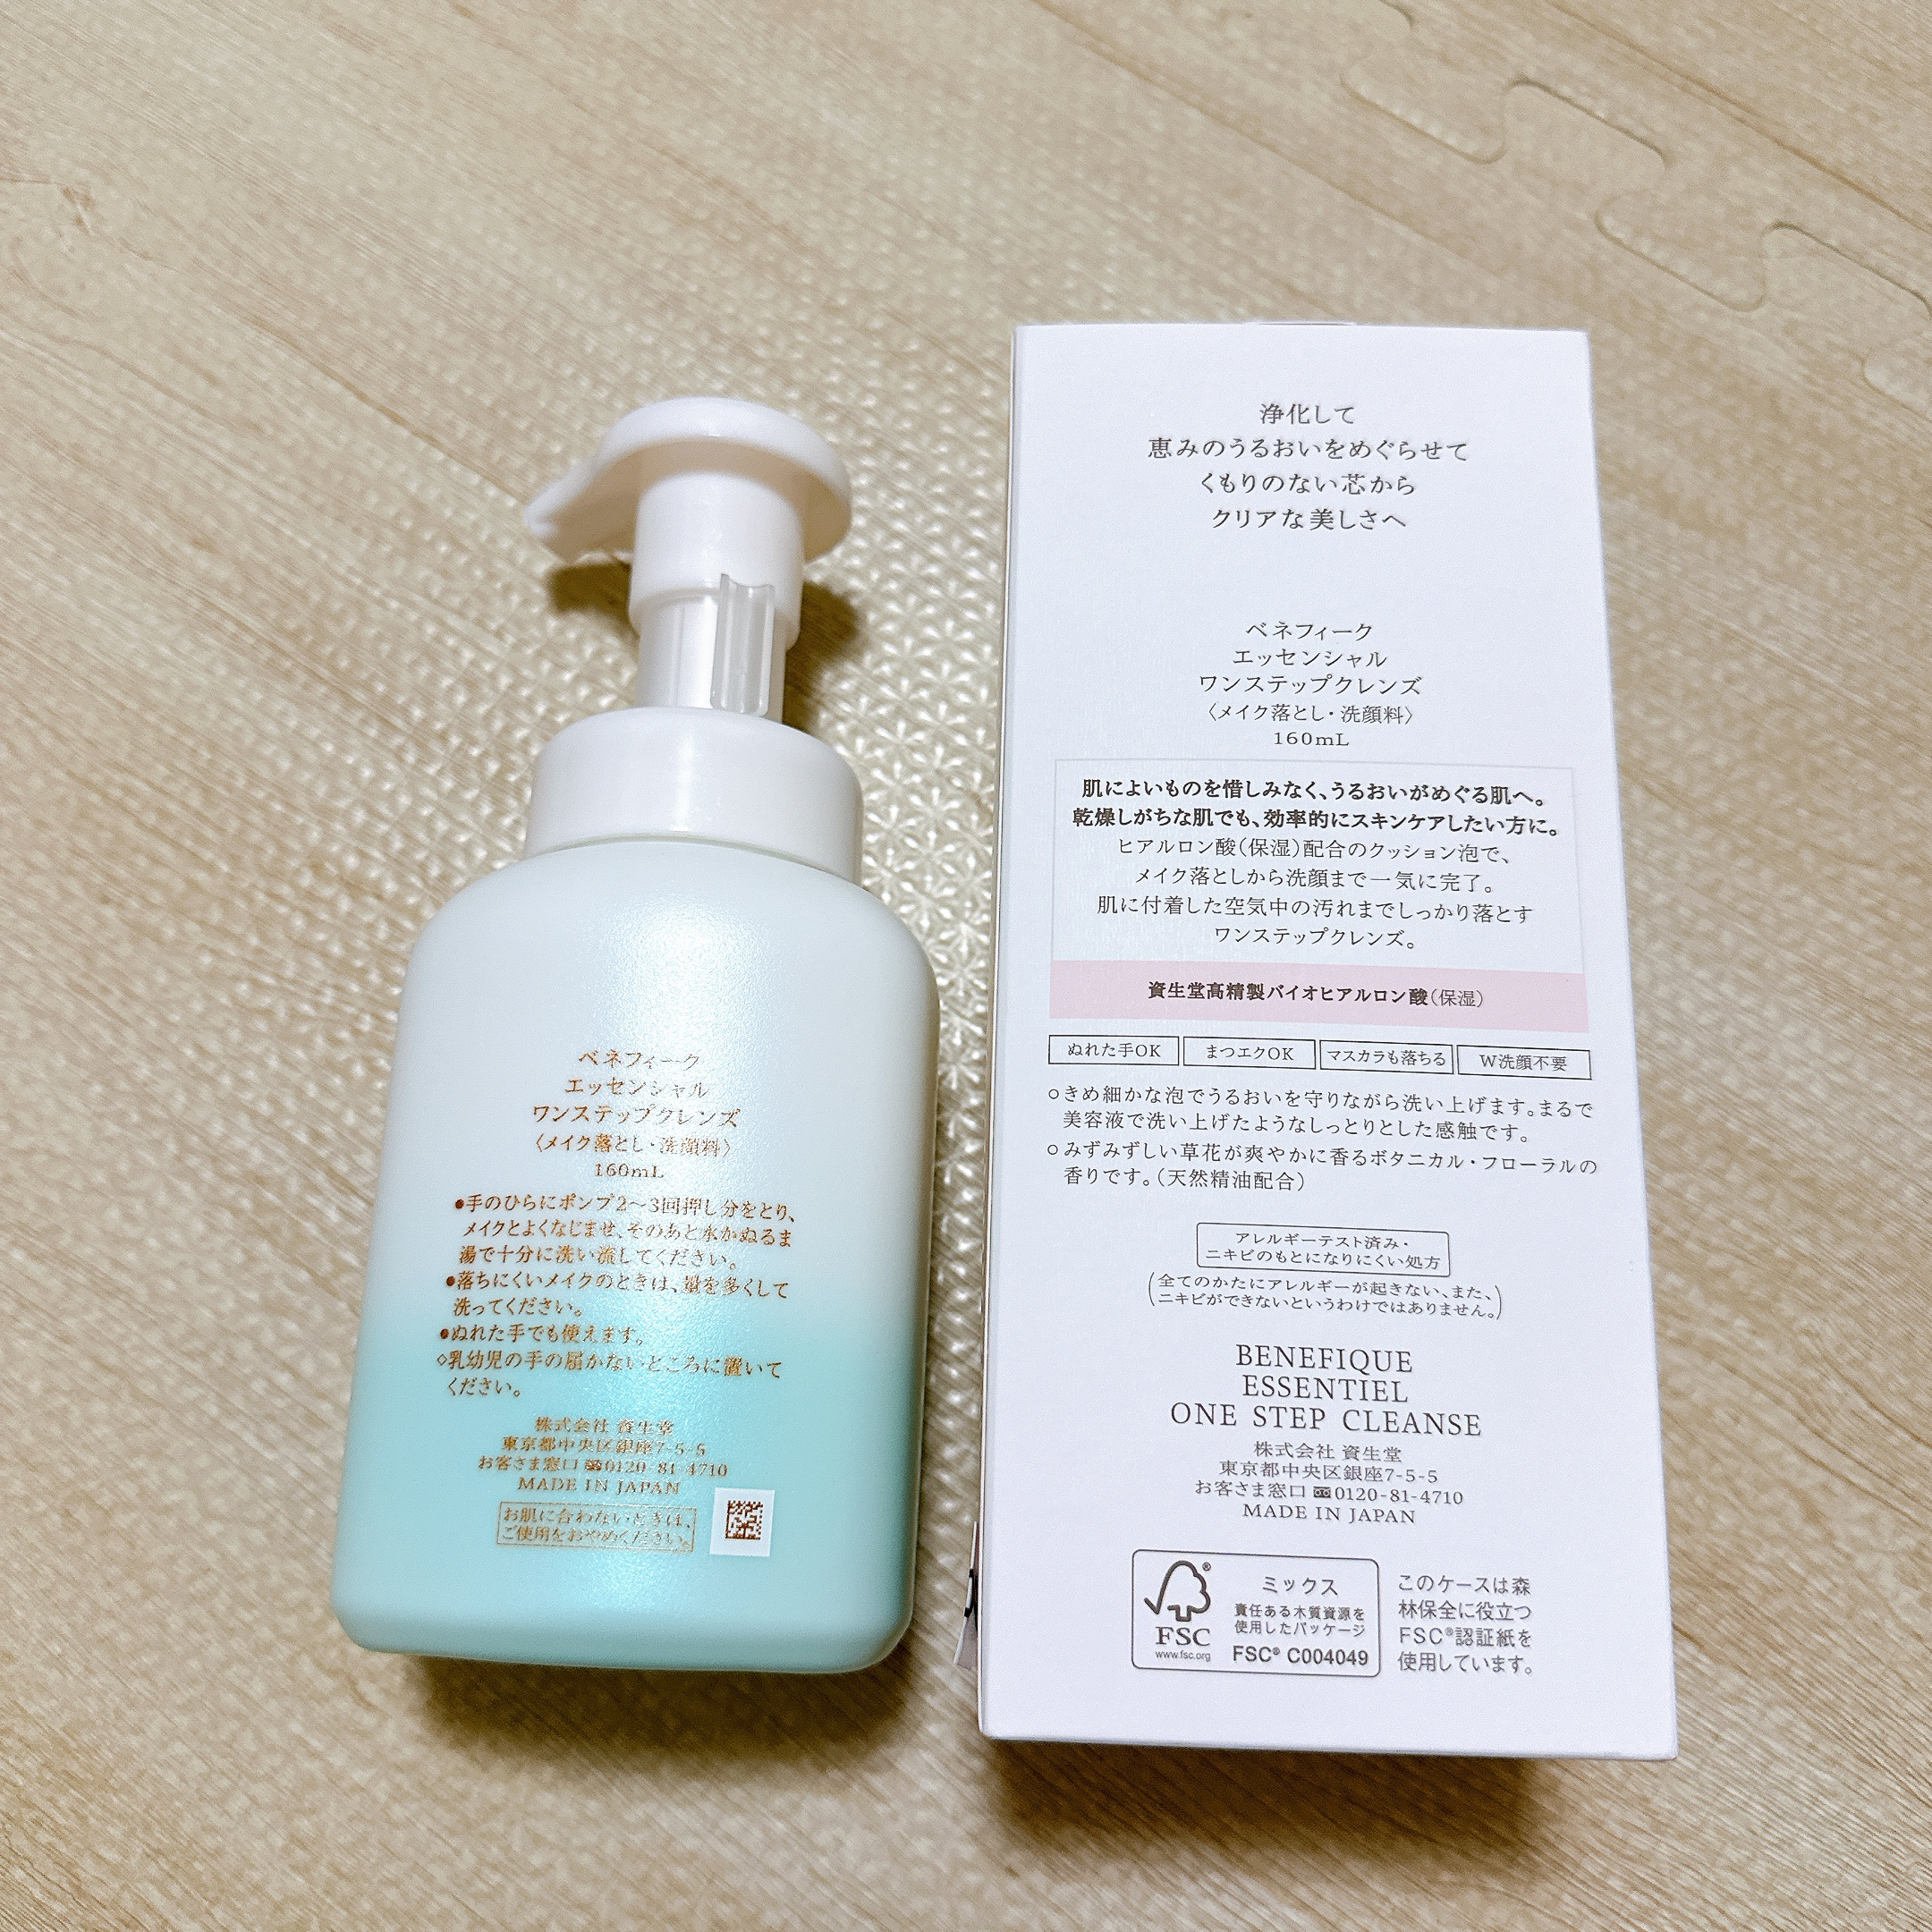 ベネフィーク
エッセンシャル
ワンステップクレンズ
〈メイク落とし・洗顔料〉
160mL
●手のひらにポンプ2〜3回押し分をとり、
メイクとよくなじませ、そのあと水かぬるま
湯で十分に洗い流してください。
●落ちにくいメイクのときは、量を多くして
洗ってください。
●ぬれた手でも使えます。
◇乳幼児の手の届かないところに置いて
ください。
株式会社 資生堂
東京都中央区銀座7-5-5
お客さま窓口 0120-81-4710
MADE IN JAPAN
お肌に合わないときは、
ご使用をおやめください。
浄化して
恵みのうるおいをめぐらせて
くもりのない芯から
クリアな美しさへ
ベネフィーク
エッセンシャル
ワンステップクレンズ
〈メイク落とし・洗顔料〉
160mL
肌によいものを惜しみなく、うるおいがめぐる肌へ。
乾燥しがちな肌でも、効率的にスキンケアしたい方に。
ヒアルロン酸（保湿）配合のクッション泡で、
メイク落としから洗顔まで一気に完了。
肌に付着した空気中の汚れまでしっかり落とす
ワンステップクレンズ。
資生堂高精製バイオヒアルロン酸（保湿）
ぬれた手OK まつエクOK マスカラも落ちる W洗顔不要
○きめ細かな泡でうるおいを守りながら洗い上げます。まるで
美容液で洗い上げたようなしっとりとした感触です。
○みずみずしい草花が爽やかに香るボタニカル・フローラルの
香りです。（天然精油配合）
アレルギーテスト済み・
ニキビのもとになりにくい処方
（全てのかたにアレルギーが起きない、また、
ニキビができないというわけではありません。）
BENEFIQUE
ESSENTIEL
ONE STEP CLEANSE
株式会社 資生堂
東京都中央区銀座7-5-5
お客さま窓口 0120-81-4710
MADE IN JAPAN
FSC
www.fsc.org
ミックス
責任ある木質資源を
使用したパッケージ
FSC® C004049
このケースは森
林保全に役立つ
FSC®認証紙を
使用しています。